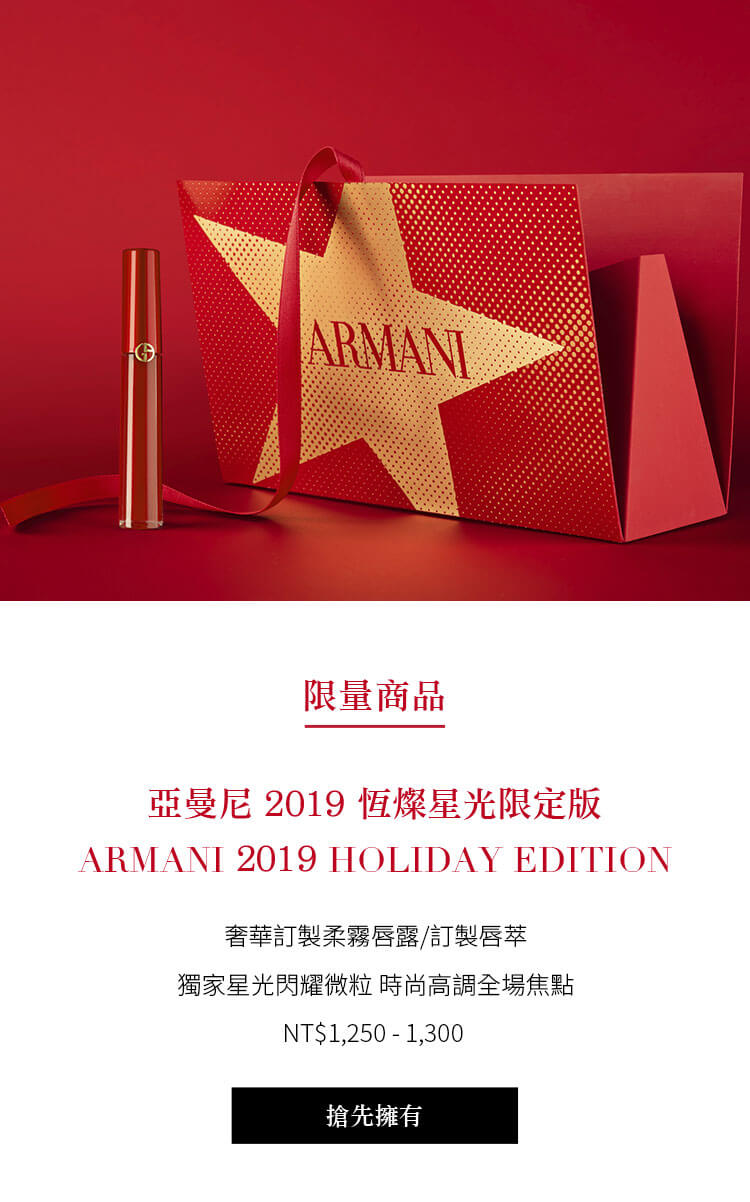 ARMANI
限量商品
亞曼尼 2019 恆燦星光限定版
ARMANI 2019 HOLIDAY EDITION
奢華訂製柔霧唇露/訂製唇萃
獨家星光閃耀微粒 時尚高調全場焦點
NT$1,250 - 1,300
搶先擁有